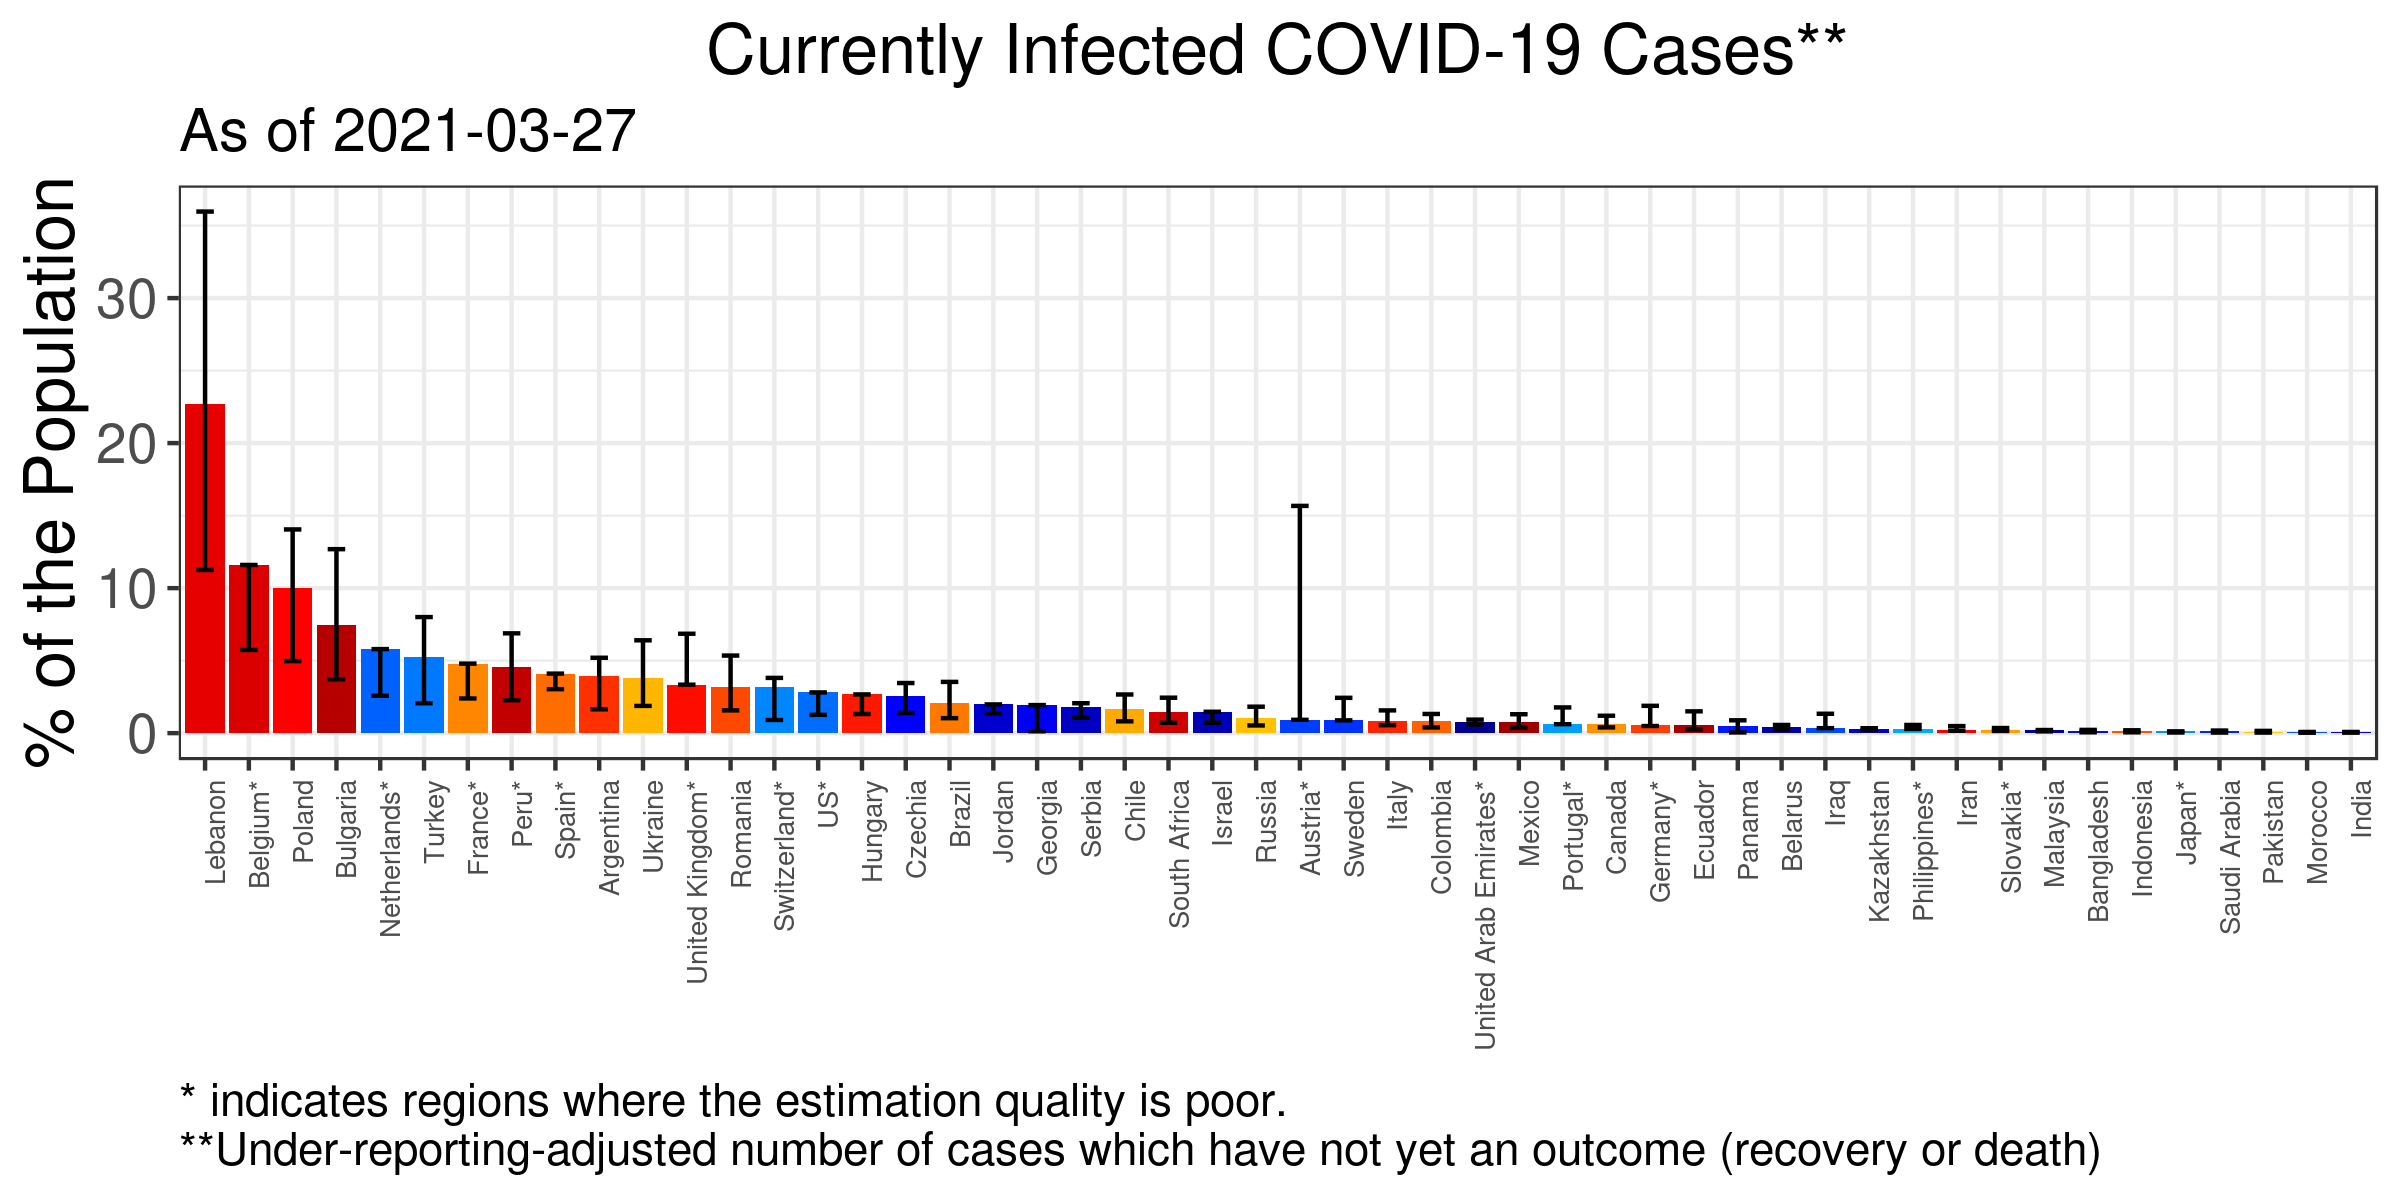 Currently Infected COVID-19 Cases**
As of 2021-03-27
% of the Population
30
20
10
0
Lebanon
Belgium*
Poland
Bulgaria
Netherlands*
Turkey
France*
Peru*
Spain*
Argentina
Ukraine
United Kingdom*
Romania
Switzerland*
US*
Hungary
Czechia
Brazil
Jordan
Georgia
Serbia
Chile
South Africa
Israel
Russia
Austria*
Sweden
Italy
Colombia
United Arab Emirates*
Mexico
Portugal*
Canada
Germany*
Ecuador
Panama
Belarus
Iraq
Kazakhstan
Philippines*
Iran
Slovakia*
Malaysia
Bangladesh
Indonesia
Japan*
Saudi Arabia
Pakistan
Morocco
India
* indicates regions where the estimation quality is poor.
**Under-reporting-adjusted number of cases which have not yet an outcome (recovery or death)